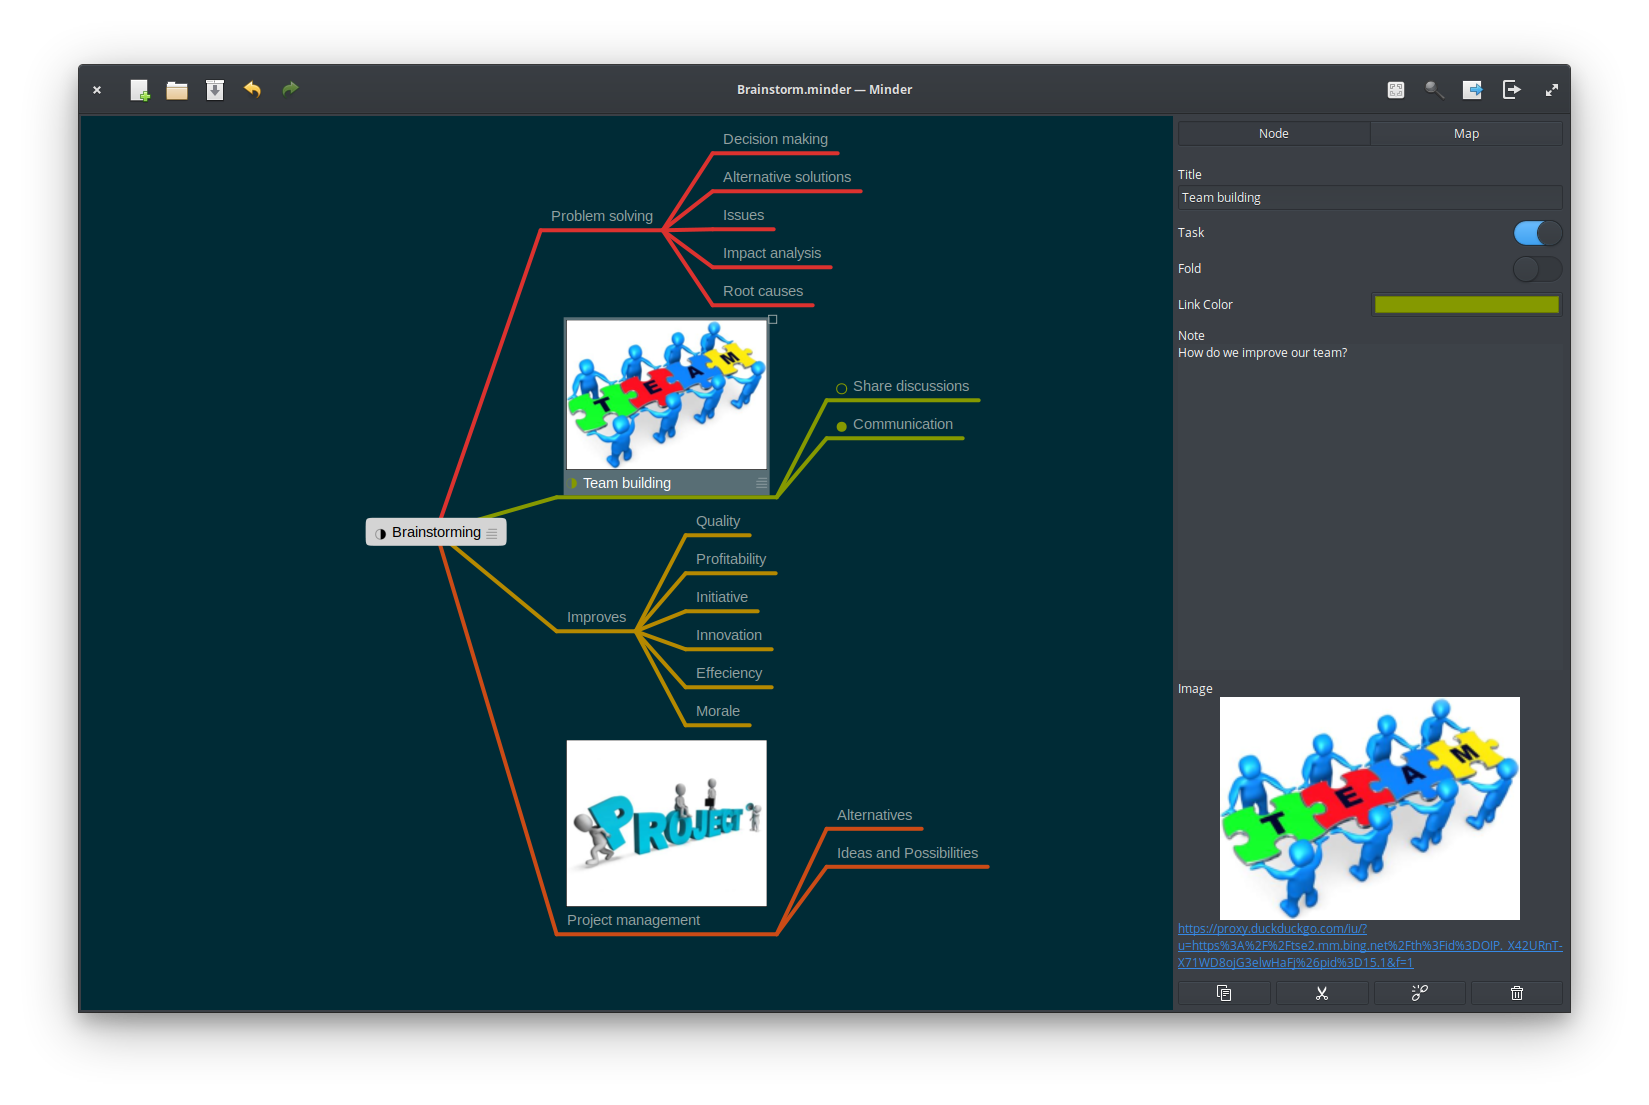 Brainstorm.minder — Minder
Decision making
Alternative solutions
Problem solving
Issues
Impact analysis
Root causes
TEAM
Share discussions
Communication
Team building
Brainstorming
Quality
Profitability
Initiative
Improves
Innovation
Effeciency
Morale
PROJECT
Alternatives
Ideas and Possibilities
Project management
Node
Map
Title
Team building
Task
Fold
Link Color
Note
How do we improve our team?
Image
TEAM
https://proxy.duckduckgo.com/iu/?
u=https%3A%2F%2Ftse2.mm.bing.net%2Fth%3Fid%3DOIP._X42URnT-
X71WD8ojG3elwHaFj%26pid%3D15.1&f=1